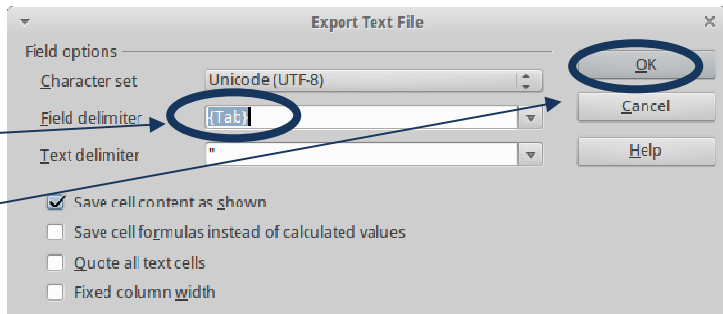 Export Text File
Field options
Character set Unicode (UTF-8)
Field delimiter {Tab}
Text delimiter "
Save cell content as shown
Save cell formulas instead of calculated values
Quote all text cells
Fixed column width
OK
Cancel
Help